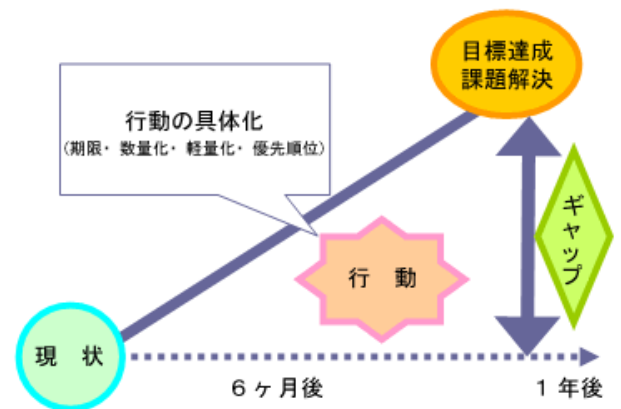 目標達成
課題解決
行動の具体化
(期限・数量化・軽量化・優先順位)
ギャップ
行 動
現 状
6ヶ月後
1年後